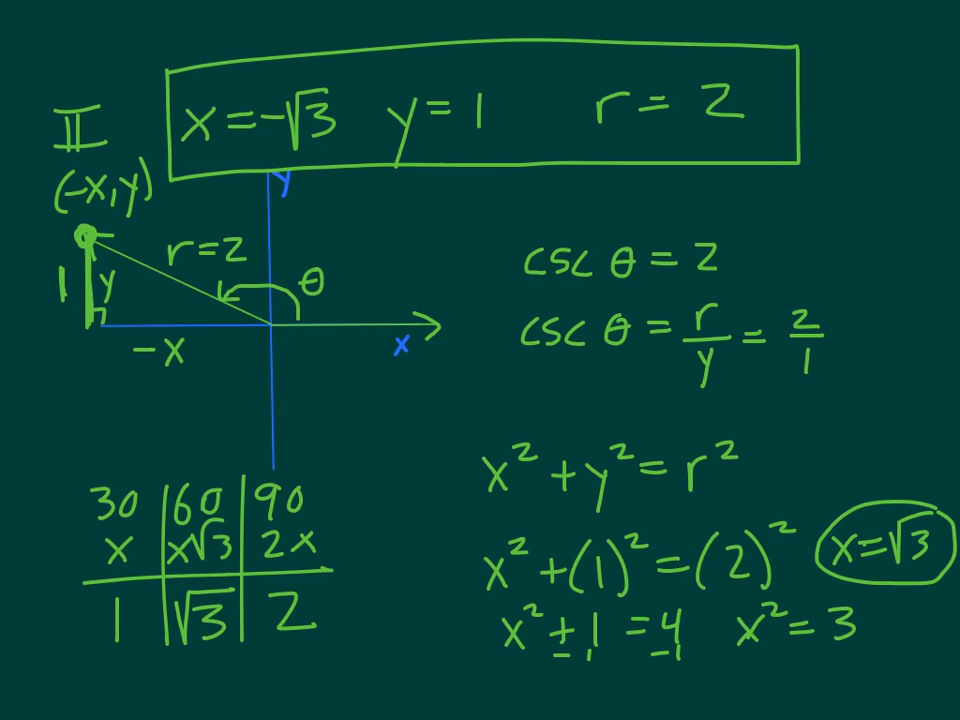 x = -√3 y = 1 r = 2
II
(-x, y)
y
r = 2
θ
1
y
-x
x
csc θ = 2
csc θ = r/y = 2/1
x² + y² = r²
x² + (1)² = (2)²
x = √3
x² + 1 = 4 x² = 3
-1 -1
30 60 90
x x√3 2x
1 √3 2